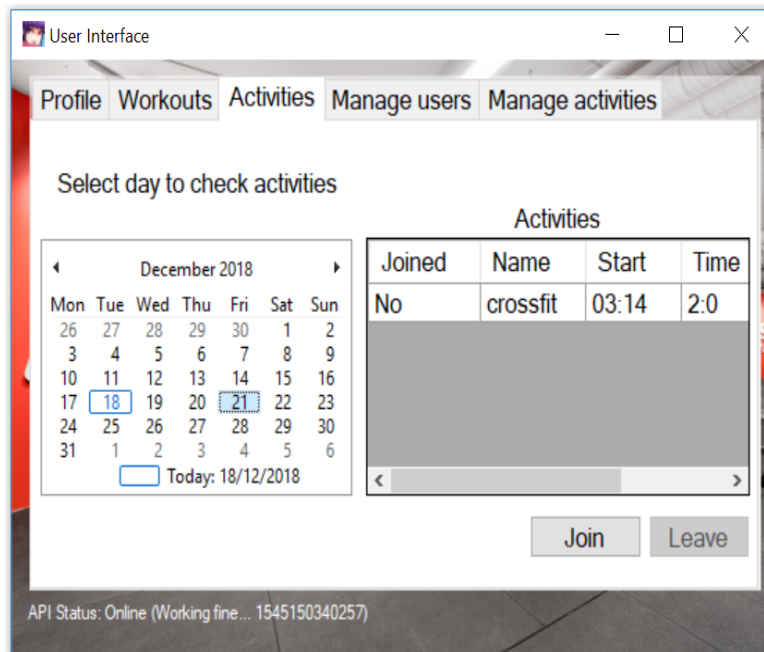 User Interface
Profile Workouts Activities Manage users Manage activities
Select day to check activities
Activities
December 2018
Mon Tue Wed Thu Fri Sat Sun
26 27 28 29 30 1 2
3 4 5 6 7 8 9
10 11 12 13 14 15 16
17 18 19 20 21 22 23
24 25 26 27 28 29 30
31 1 2 3 4 5 6
Today: 18/12/2018
Joined Name Start Time
No crossfit 03:14 2:0
Join Leave
API Status: Online (Working fine... 1545150340257)